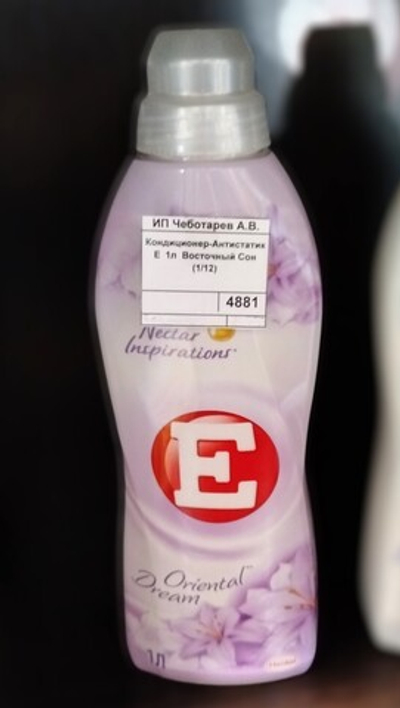 ИП Чеботарев А.В.
Кондиционер-Антистатик
Е 1л Восточный Сон
(1/12)
4881
Nectar
Inspirations
E
Oriental
Dream
1Л